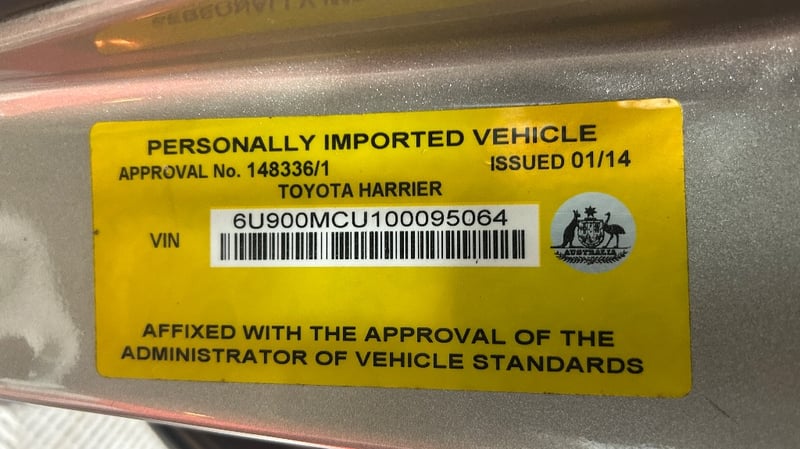 PERSONALLY IMPORTED VEHICLE
APPROVAL No. 148336/1 ISSUED 01/14
TOYOTA HARRIER
VIN 6U900MCU100095064
AUSTRALIA
AFFIXED WITH THE APPROVAL OF THE
ADMINISTRATOR OF VEHICLE STANDARDS